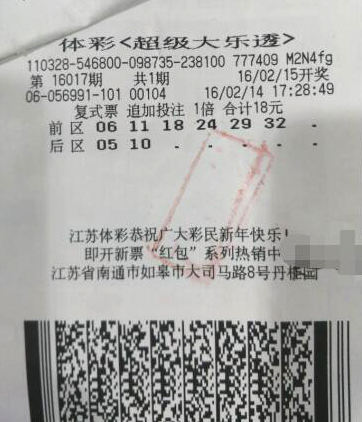 体彩<超级大乐透>
110328-546800-098735-238100 777409 M2N4fg
第 16017期 共1期 16/02/15开奖
06-056991-101 00104 16/02/14 17:28:49
复式票 追加投注 1倍 合计18元
前区 06 11 18 24 29 32 -
后区 05 10 - - - - -
江苏体彩恭祝广大彩民新年快乐!
即开新票“红包”系列热销中
江苏省南通市如皋市大司马路8号丹桂园